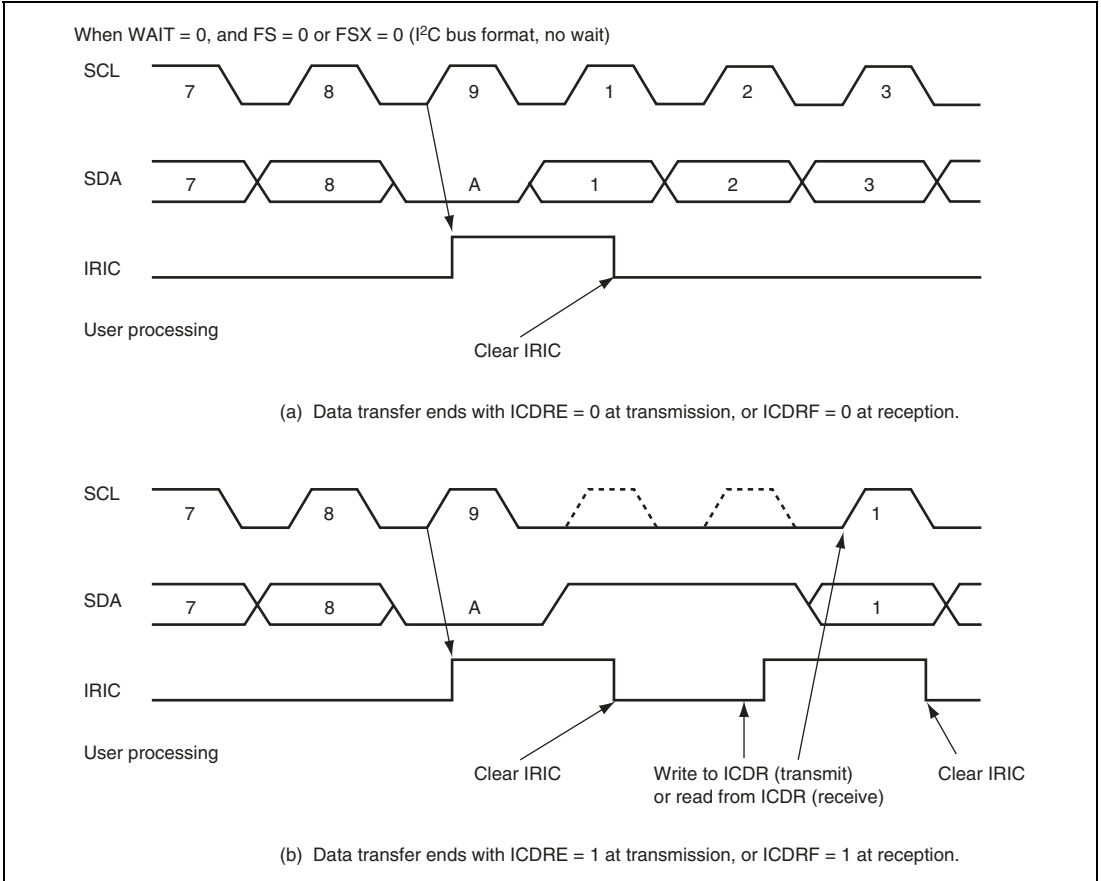 When WAIT = 0, and FS = 0 or FSX = 0 (I²C bus format, no wait)
SCL 7 8 9 1 2 3
SDA 7 8 A 1 2 3
IRIC
User processing
Clear IRIC
(a) Data transfer ends with ICDRE = 0 at transmission, or ICDRF = 0 at reception.
SCL 7 8 9 1
SDA 7 8 A 1
IRIC
User processing
Clear IRIC Write to ICDR (transmit) Clear IRIC
or read from ICDR (receive)
(b) Data transfer ends with ICDRE = 1 at transmission, or ICDRF = 1 at reception.